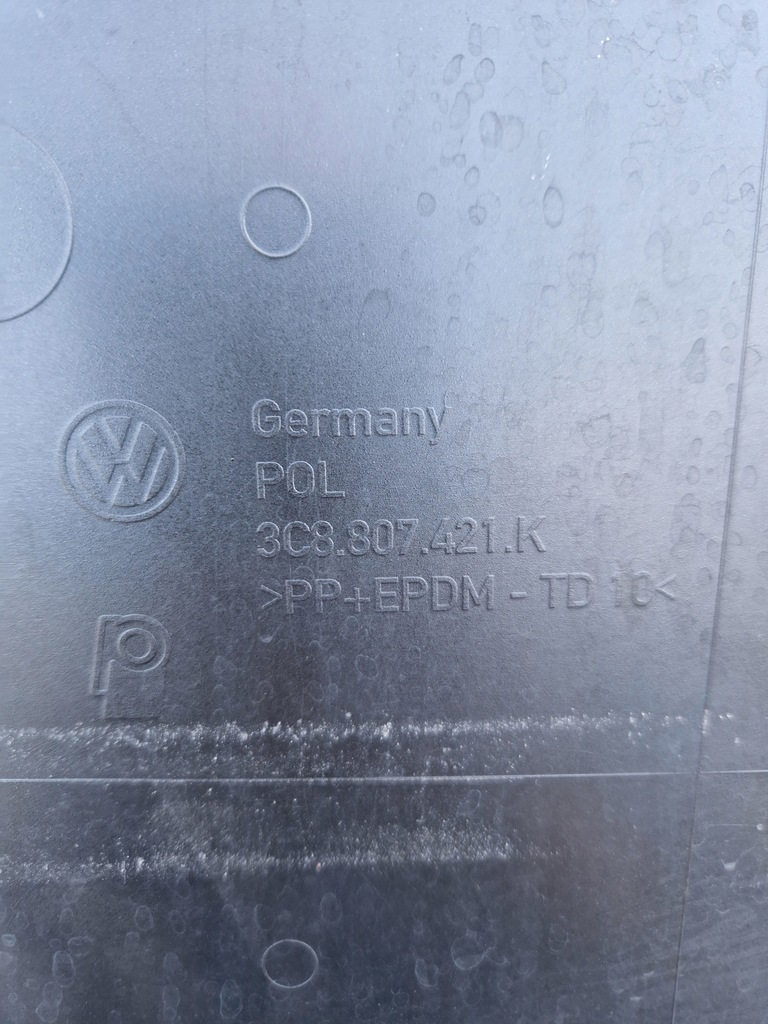 Germany
POL
3C8.807.421.K
>PP+EPDM - TD 10<